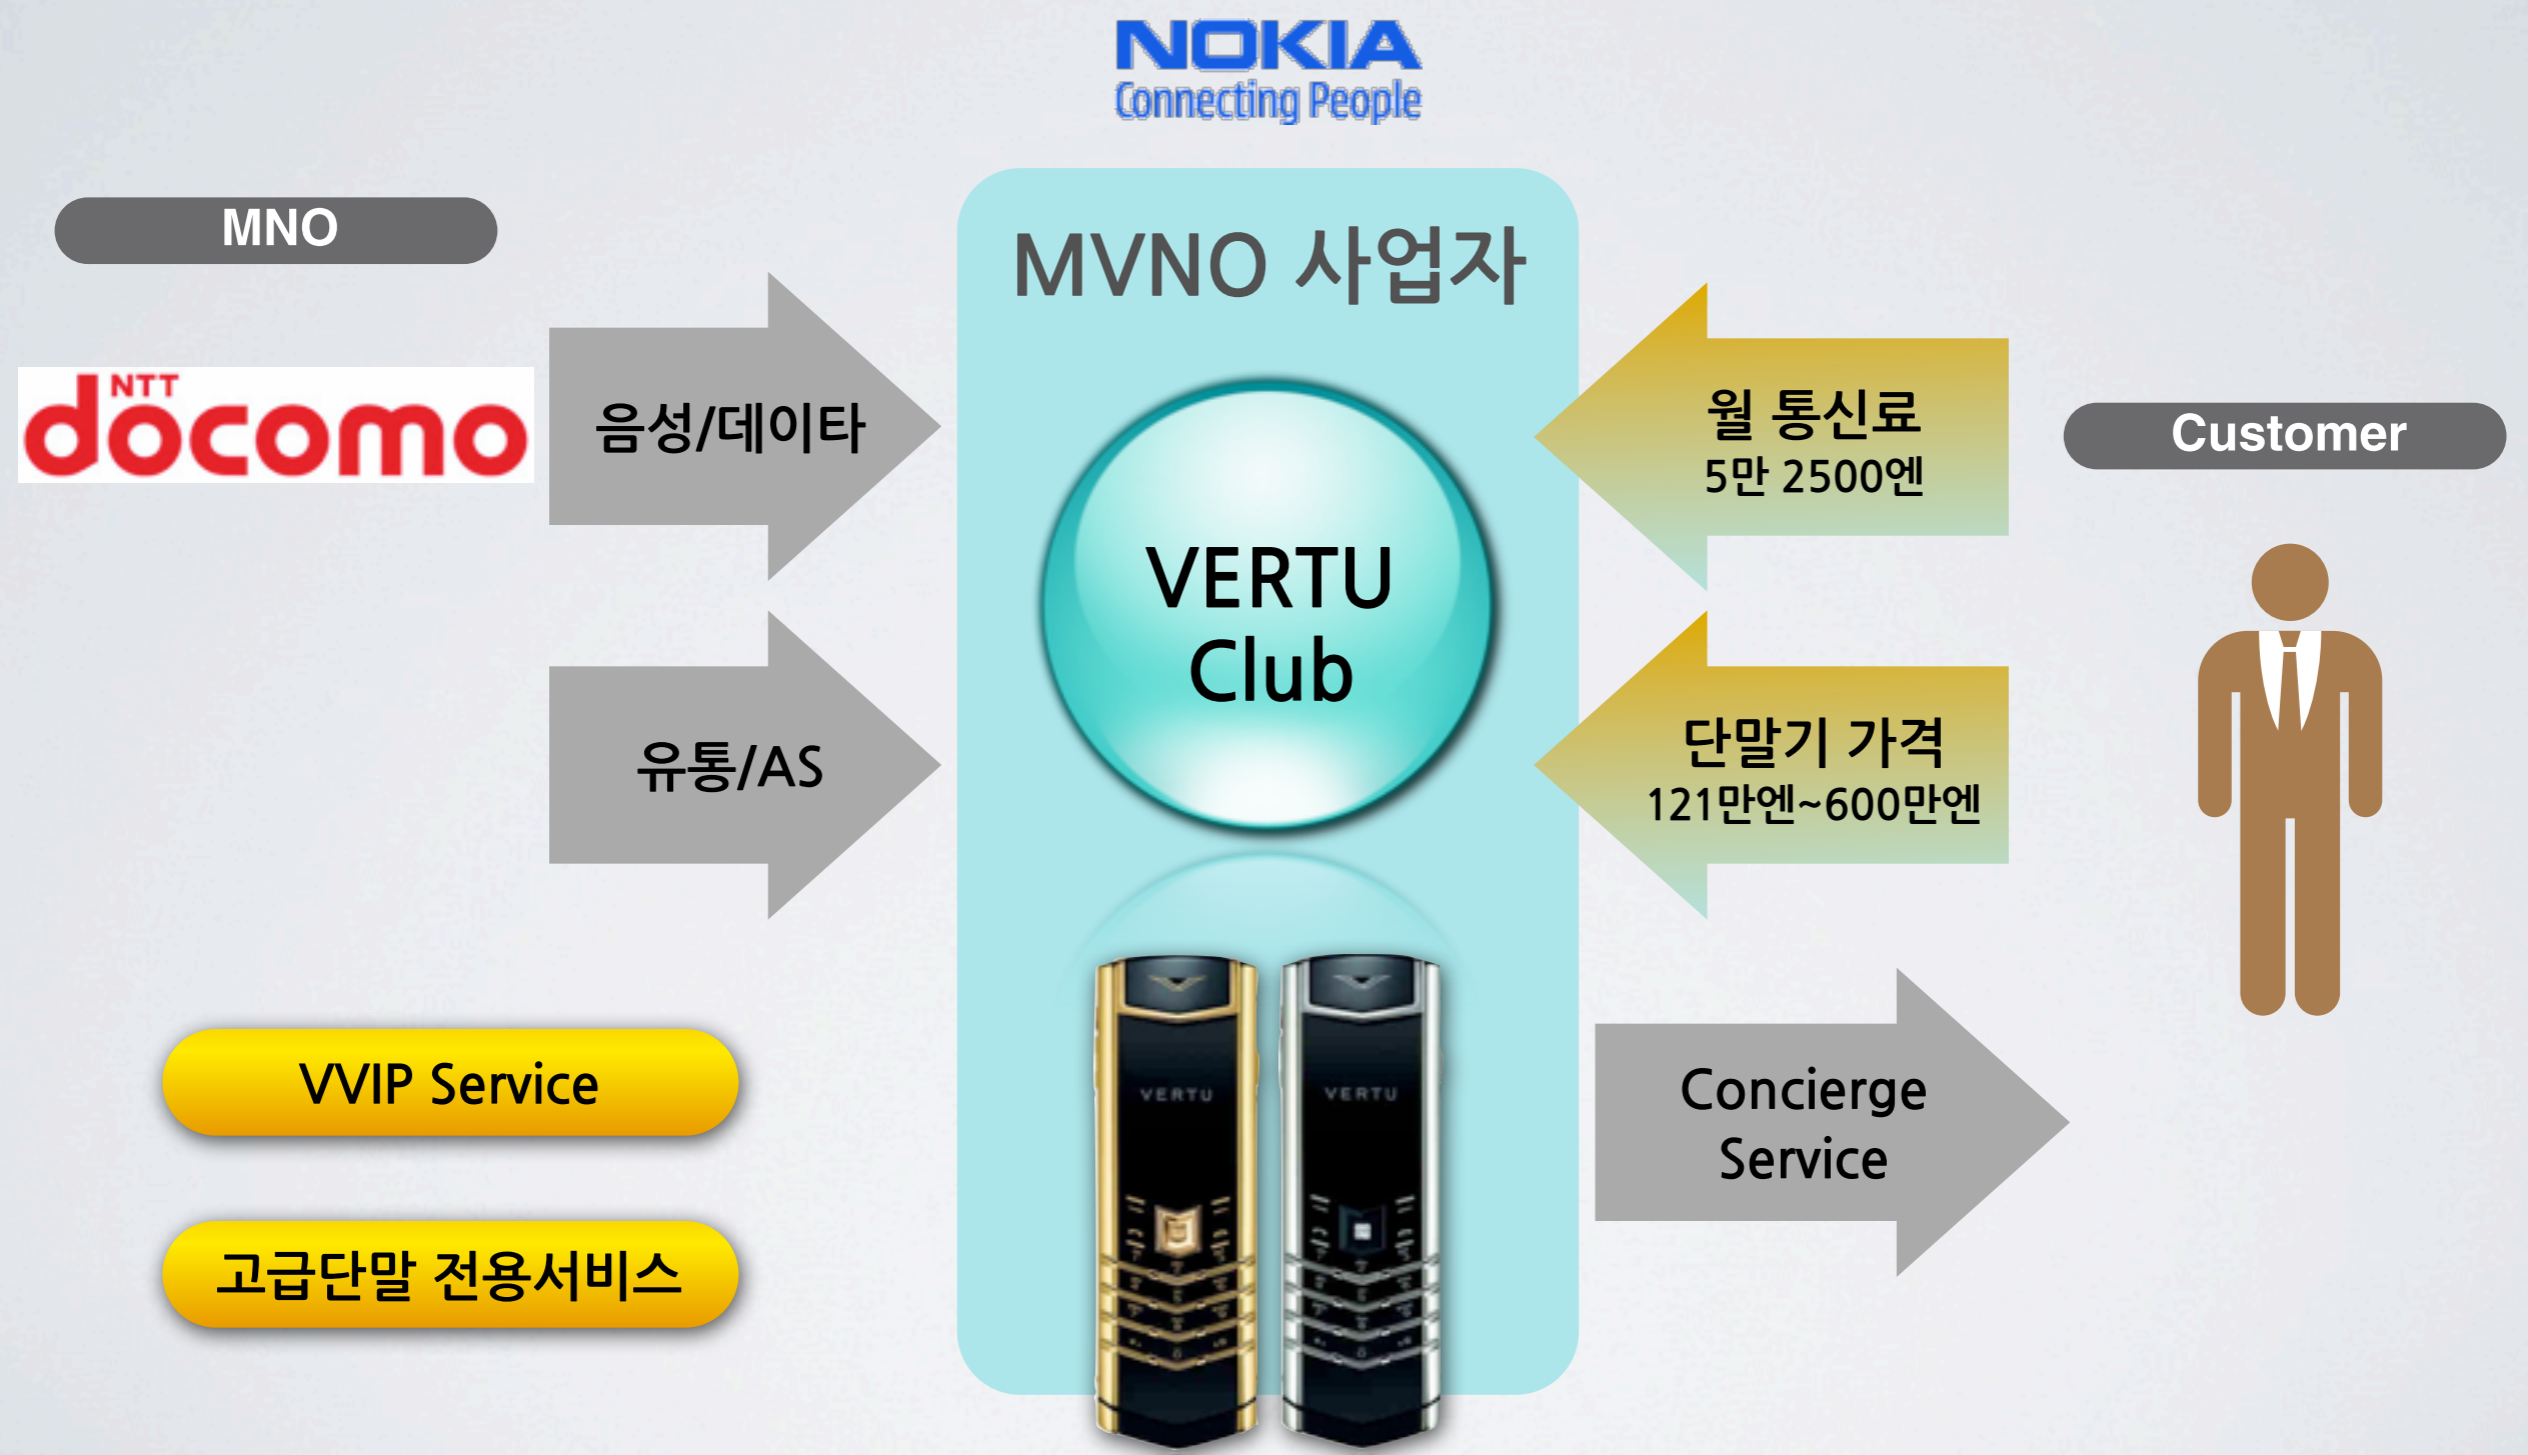 NOKIA
Connecting People
MNO
NTT
docomo
음성/데이타
유통/AS
VVIP Service
고급단말 전용서비스
MVNO 사업자
VERTU
Club
VERTU
VERTU
월 통신료
5만 2500엔
단말기 가격
121만엔~600만엔
Concierge
Service
Customer